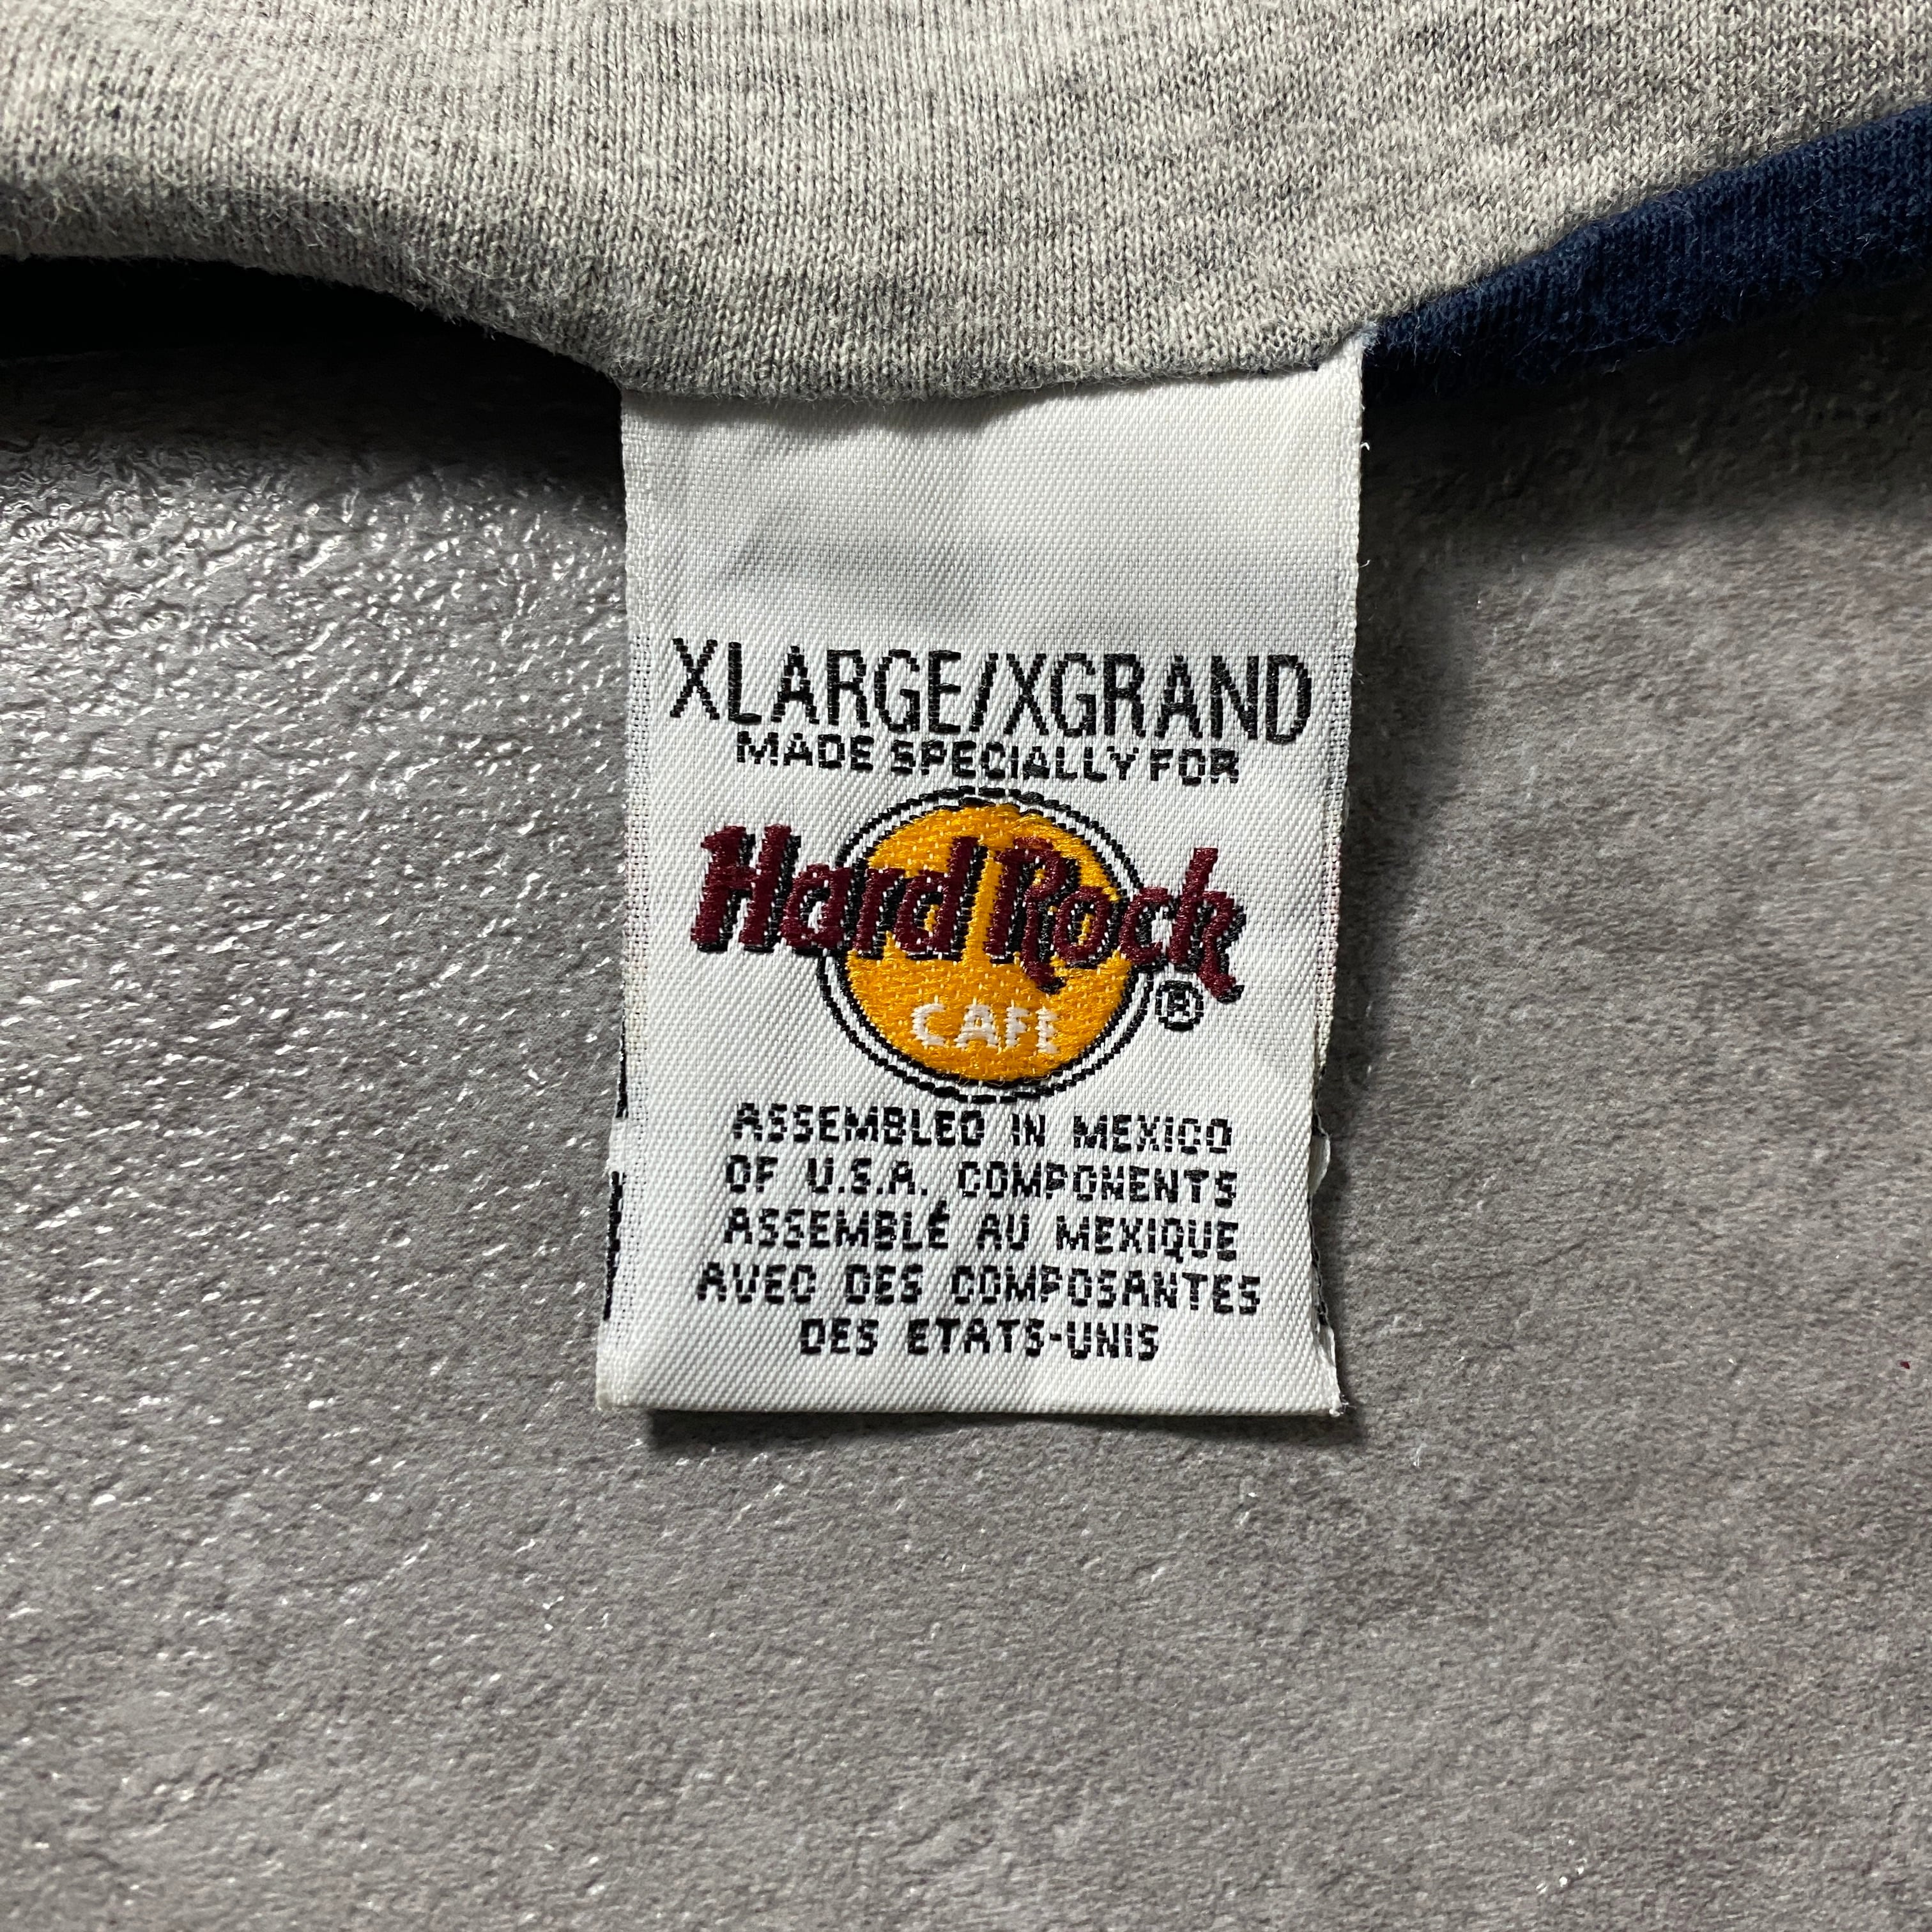 XLARGE/XGRAND
MADE SPECIALLY FOR
Hard Rock
CAFE ®
ASSEMBLED IN MEXICO
OF U.S.A. COMPONENTS
ASSEMBLÉ AU MEXIQUE
AVEC DES COMPOSANTES
DES ETATS-UNIS